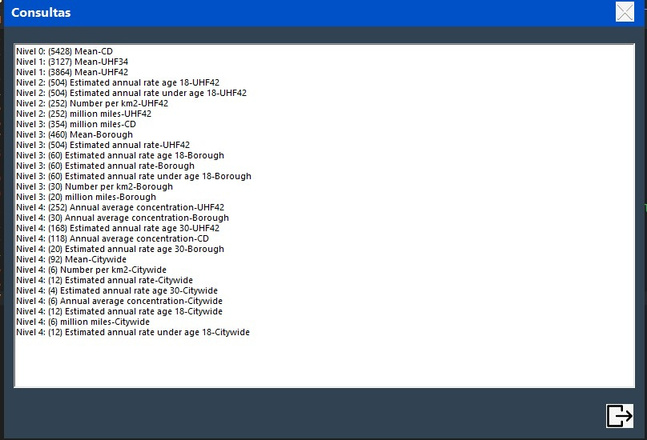 Consultas
Nivel 0: (5428) Mean-CD
Nivel 1: (3127) Mean-UHF34
Nivel 1: (3864) Mean-UHF42
Nivel 2: (504) Estimated annual rate age 18-UHF42
Nivel 2: (504) Estimated annual rate under age 18-UHF42
Nivel 2: (252) Number per km2-UHF42
Nivel 2: (252) million miles-UHF42
Nivel 3: (354) million miles-CD
Nivel 3: (460) Mean-Borough
Nivel 3: (504) Estimated annual rate-UHF42
Nivel 3: (60) Estimated annual rate age 18-Borough
Nivel 3: (60) Estimated annual rate-Borough
Nivel 3: (60) Estimated annual rate under age 18-Borough
Nivel 3: (30) Number per km2-Borough
Nivel 3: (20) million miles-Borough
Nivel 4: (252) Annual average concentration-UHF42
Nivel 4: (30) Annual average concentration-Borough
Nivel 4: (168) Estimated annual rate age 30-UHF42
Nivel 4: (118) Annual average concentration-CD
Nivel 4: (20) Estimated annual rate age 30-Borough
Nivel 4: (92) Mean-Citywide
Nivel 4: (6) Number per km2-Citywide
Nivel 4: (12) Estimated annual rate-Citywide
Nivel 4: (4) Estimated annual rate age 30-Citywide
Nivel 4: (6) Annual average concentration-Citywide
Nivel 4: (12) Estimated annual rate age 18-Citywide
Nivel 4: (6) million miles-Citywide
Nivel 4: (12) Estimated annual rate under age 18-Citywide